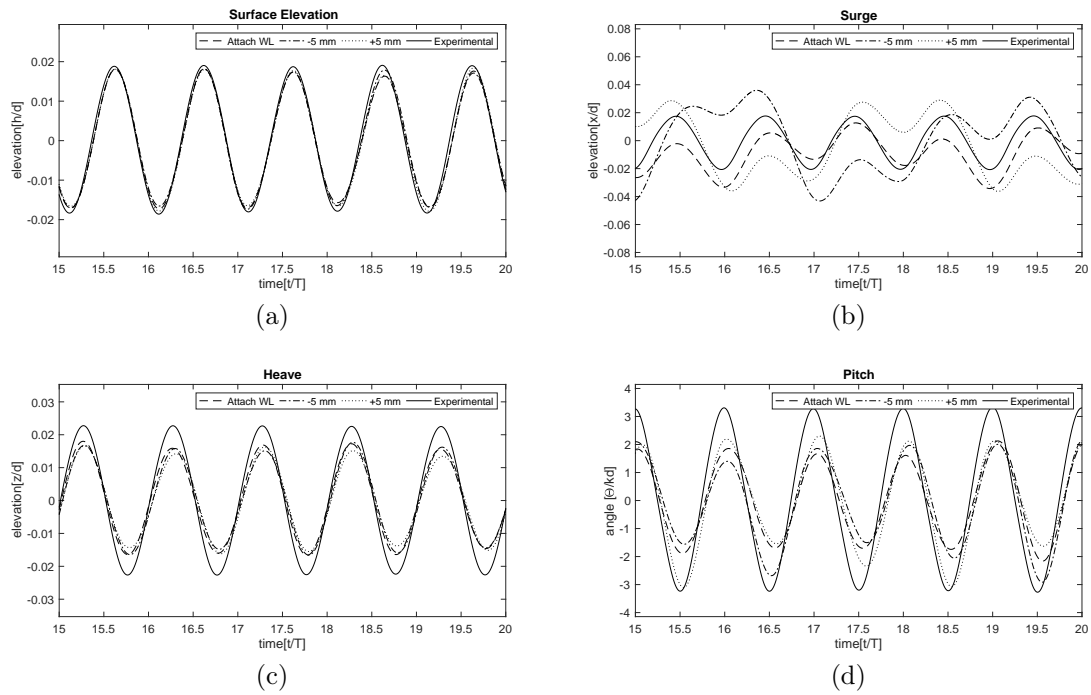 Surface Elevation
Attach WL -5 mm +5 mm Experimental
elevation[h/d]
0.02
0.01
0
-0.01
-0.02
15 15.5 16 16.5 17 17.5 18 18.5 19 19.5 20
time[t/T]
(a)
Surge
Attach WL -5 mm +5 mm Experimental
elevation[x/d]
0.08
0.06
0.04
0.02
0
-0.02
-0.04
-0.06
-0.08
15 15.5 16 16.5 17 17.5 18 18.5 19 19.5 20
time[t/T]
(b)
Heave
Attach WL -5 mm +5 mm Experimental
elevation[z/d]
0.03
0.02
0.01
0
-0.01
-0.02
-0.03
15 15.5 16 16.5 17 17.5 18 18.5 19 19.5 20
time[t/T]
(c)
Pitch
Attach WL -5 mm +5 mm Experimental
angle [Θ/kd]
4
3
2
1
0
-1
-2
-3
-4
15 15.5 16 16.5 17 17.5 18 18.5 19 19.5 20
time[t/T]
(d)